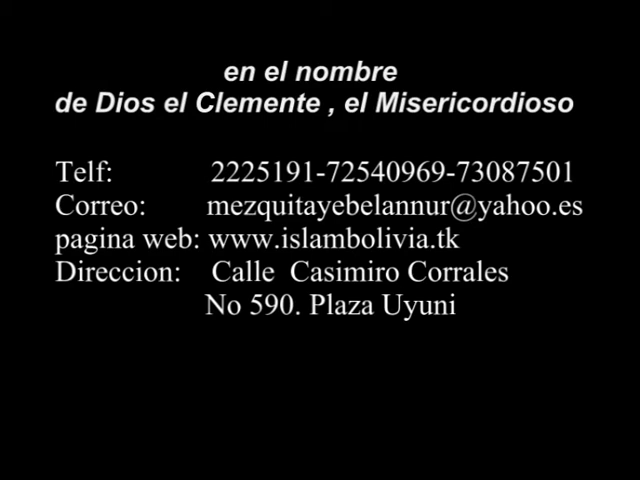 en el nombre
de Dios el Clemente , el Misericordioso
Telf: 2225191-72540969-73087501
Correo: mezquitayebelannur@yahoo.es
pagina web: www.islambolivia.tk
Direccion: Calle Casimiro Corrales
No 590. Plaza Uyuni